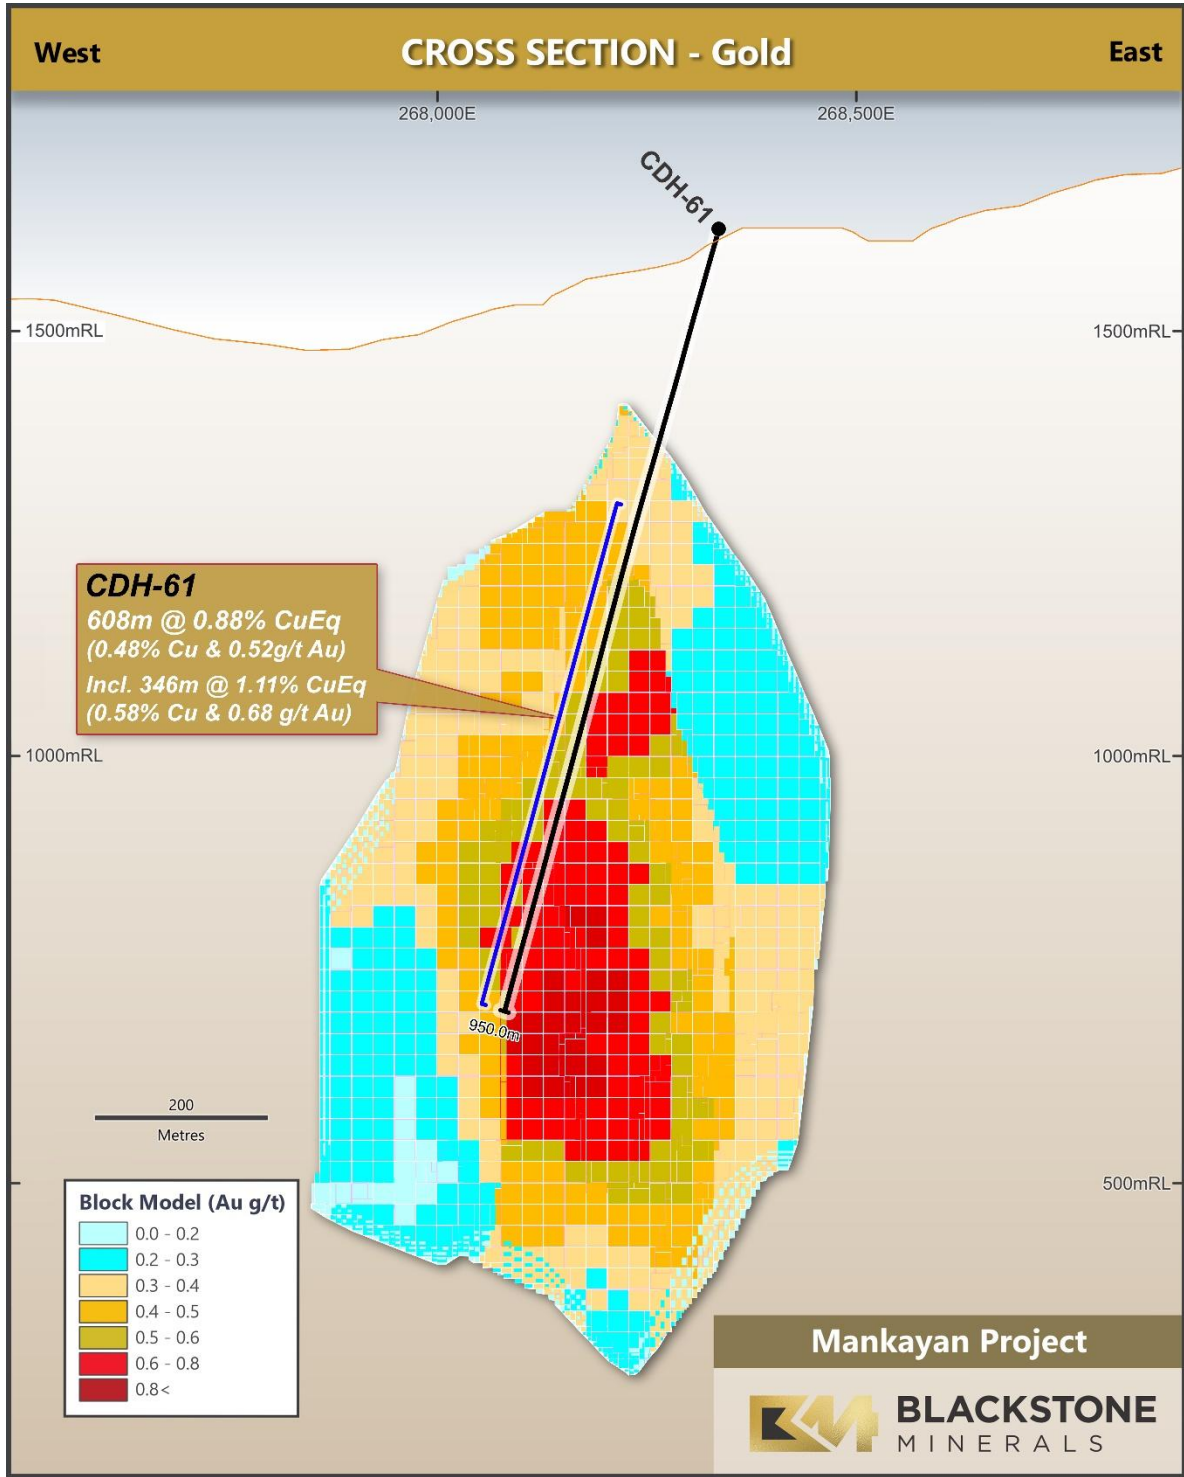 West
CROSS SECTION - Gold
East
268,000E
268,500E
CDH-61
1500mRL
1500mRL
CDH-61
608m @ 0.88% CuEq
(0.48% Cu & 0.52g/t Au)
Incl. 346m @ 1.11% CuEq
(0.58% Cu & 0.68 g/t Au)
1000mRL
1000mRL
950.0m
200
Metres
500mRL
Block Model (Au g/t)
0.0 - 0.2
0.2 - 0.3
0.3 - 0.4
0.4 - 0.5
0.5 - 0.6
0.6 - 0.8
0.8<
Mankayan Project
BLACKSTONE
MINERALS